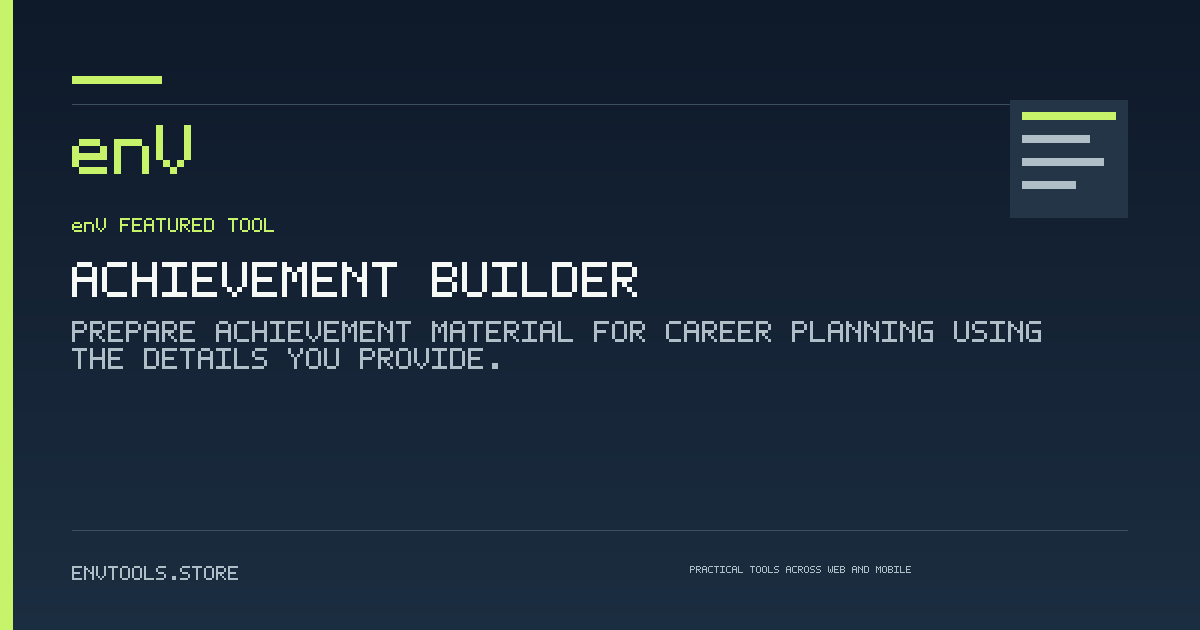 enV
enV FEATURED TOOL
ACHIEVEMENT BUILDER
PREPARE ACHIEVEMENT MATERIAL FOR CAREER PLANNING USING
THE DETAILS YOU PROVIDE.
ENVTOOLS.STORE
PRACTICAL TOOLS ACROSS WEB AND MOBILE